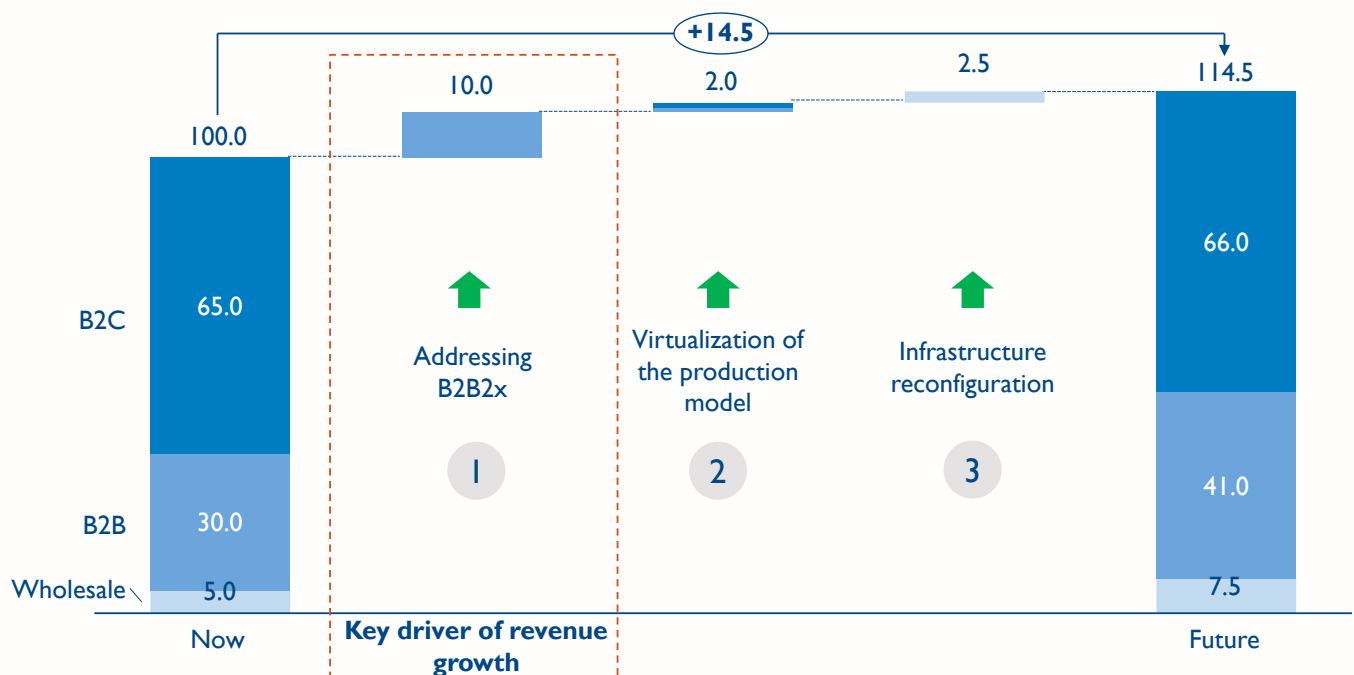 +14.5
100.0
10.0
2.0
2.5
114.5
B2C
65.0
66.0
Addressing
B2B2x
Virtualization of
the production
model
Infrastructure
reconfiguration
1
2
3
B2B
30.0
41.0
Wholesale
5.0
7.5
Now
Key driver of revenue
growth
Future